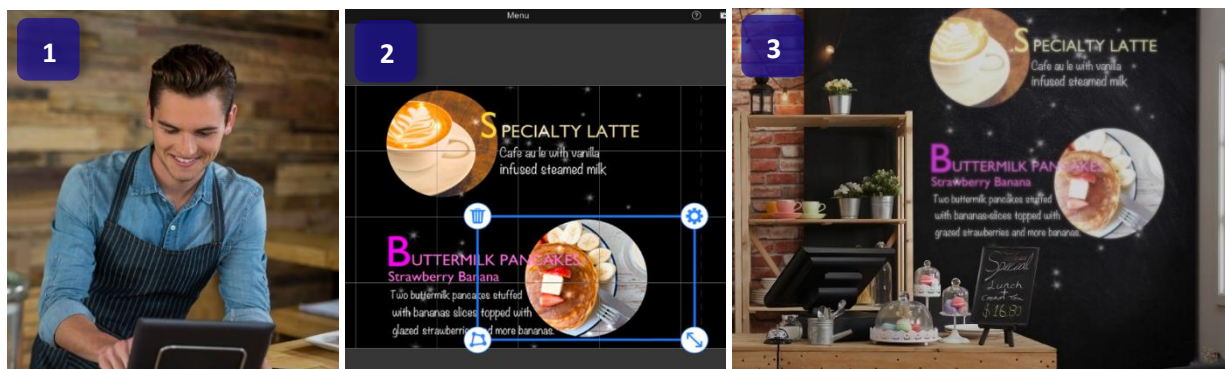 1
2
Menu
SPECIALTY LATTE
Cafe au le with vanilla
infused steamed milk
BUTTERMILK PANCAKES
Strawberry Banana
Two buttermilk pancakes stuffed
with bananas slices topped with
glazed strawberries and more bananas.
3
SPECIALTY LATTE
Cafe au le with vanilla
infused steamed milk
BUTTERMILK PANCAKES
Strawberry Banana
Two buttermilk pancakes stuffed
with bananas slices topped with
grazed strawberries and more bananas.
Special
Lunch
+
$16.80